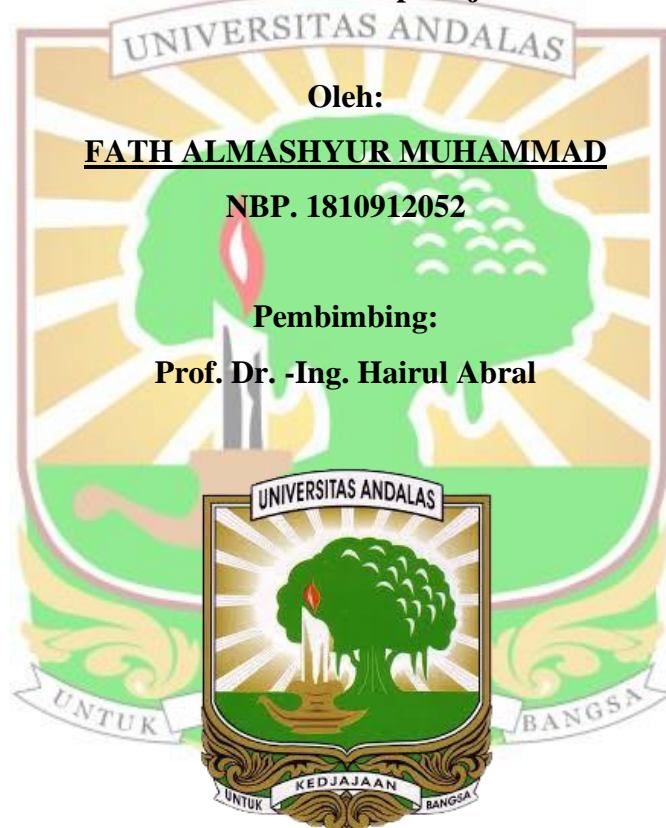 UNIVERSITAS ANDALAS
Oleh:
FATH ALMASHYUR MUHAMMAD
NBP. 1810912052
Pembimbing:
Prof. Dr. -Ing. Hairul Abral
UNIVERSITAS ANDALAS
UNTUK
BANGSA
UNTUK
KEDJAJAAN
BANGSA